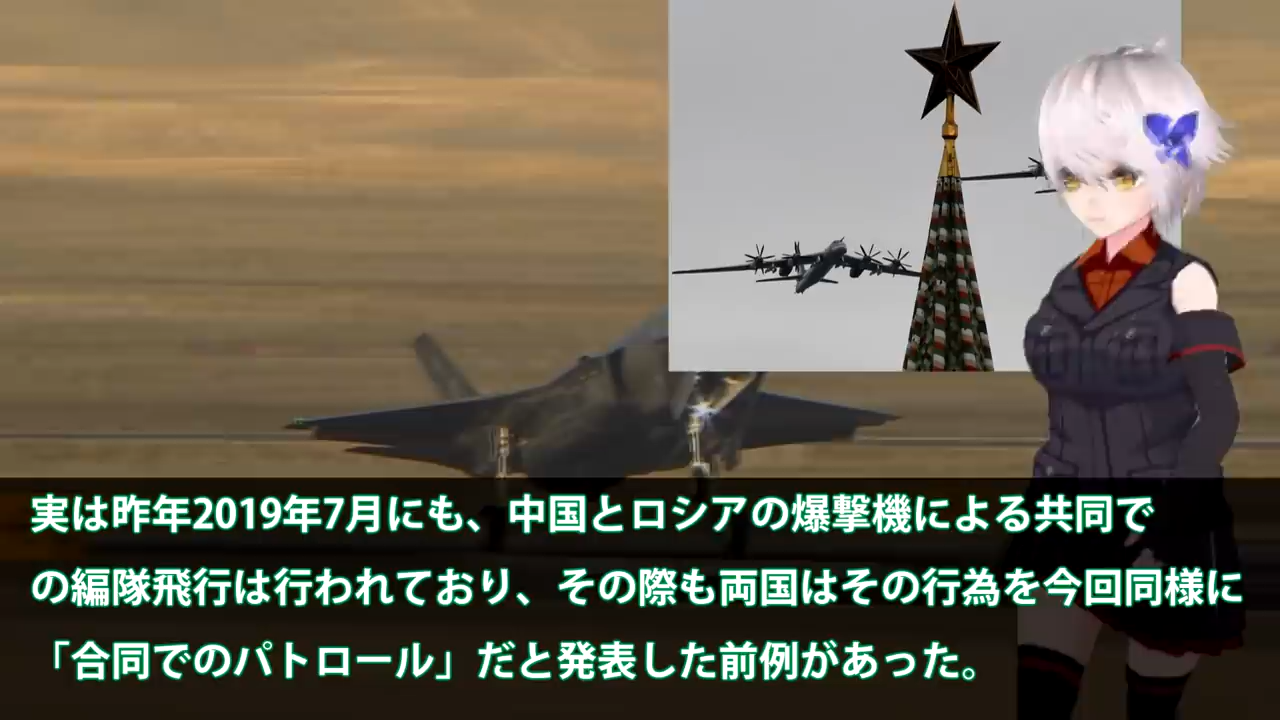 実は昨年2019年7月にも、中国とロシアの爆撃機による共同で
の編隊飛行は行われており、その際も両国はその行為を今回同様に
「合同でのパトロール」だと発表した前例があった。